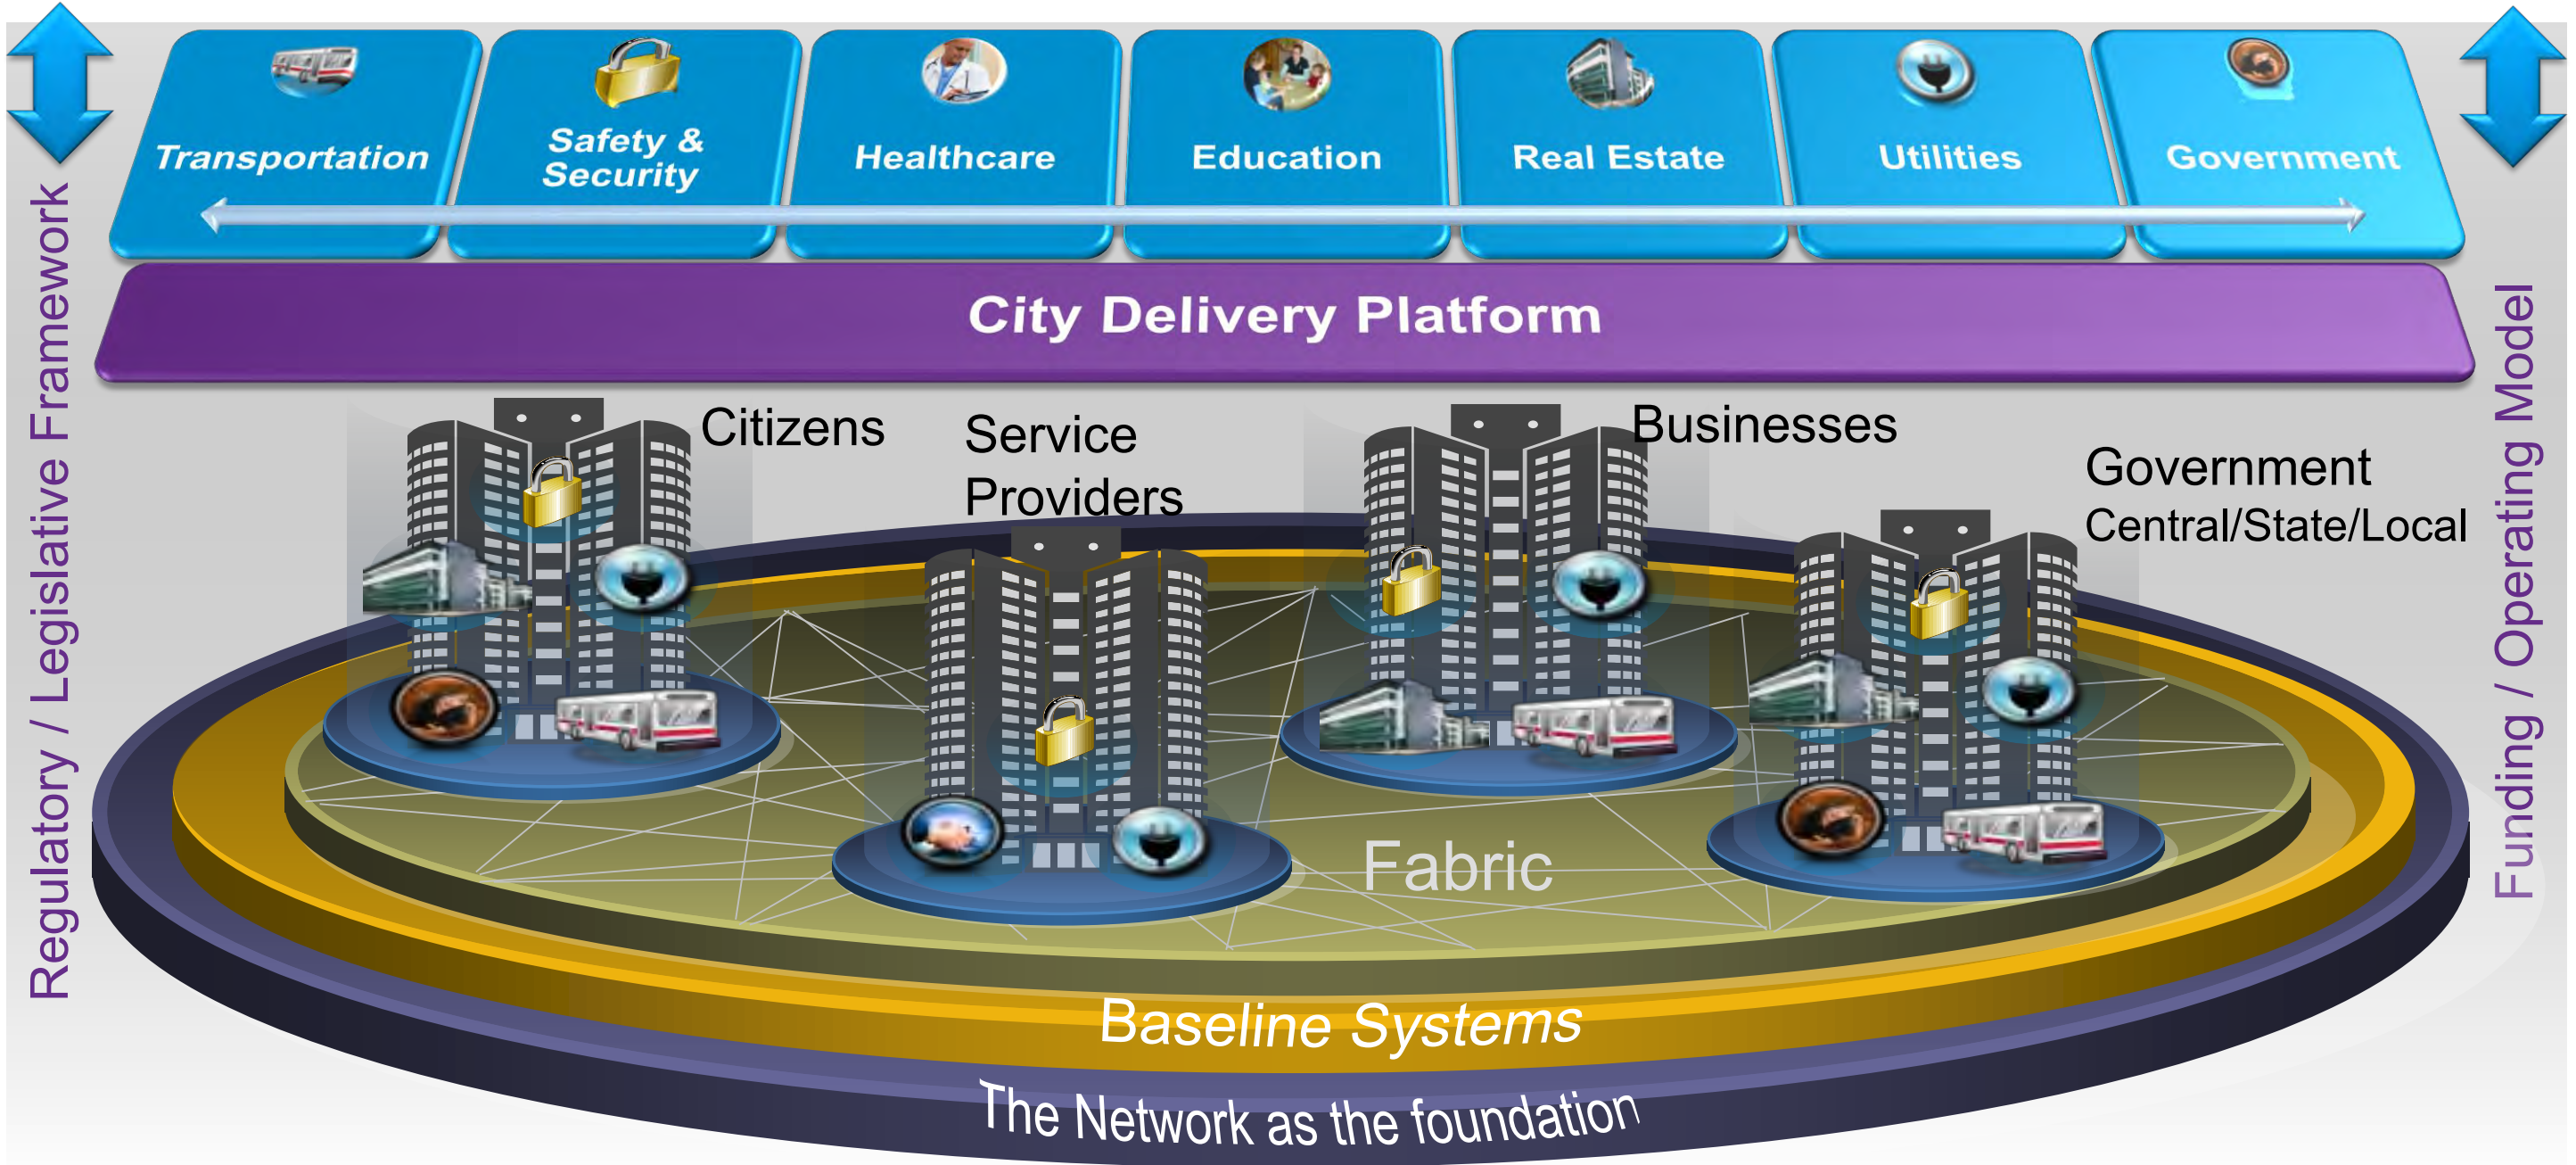 Transportation
Safety &
Security
Healthcare
Education
Real Estate
Utilities
Government
City Delivery Platform
Regulatory / Legislative Framework
Funding / Operating Model
Citizens
Service
Providers
Businesses
Government
Central/State/Local
Fabric
Baseline Systems
The Network as the foundation